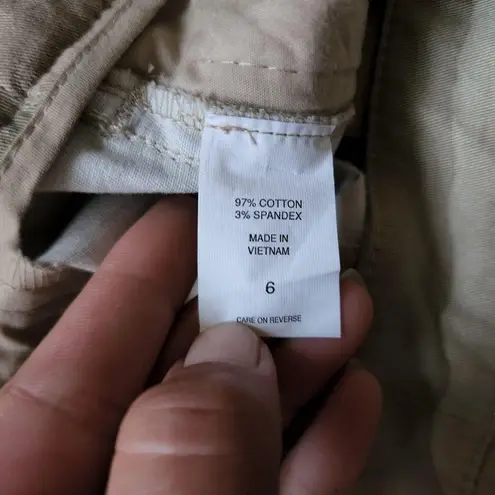 97% COTTON
3% SPANDEX
MADE IN
VIETNAM
6
CARE ON REVERSE